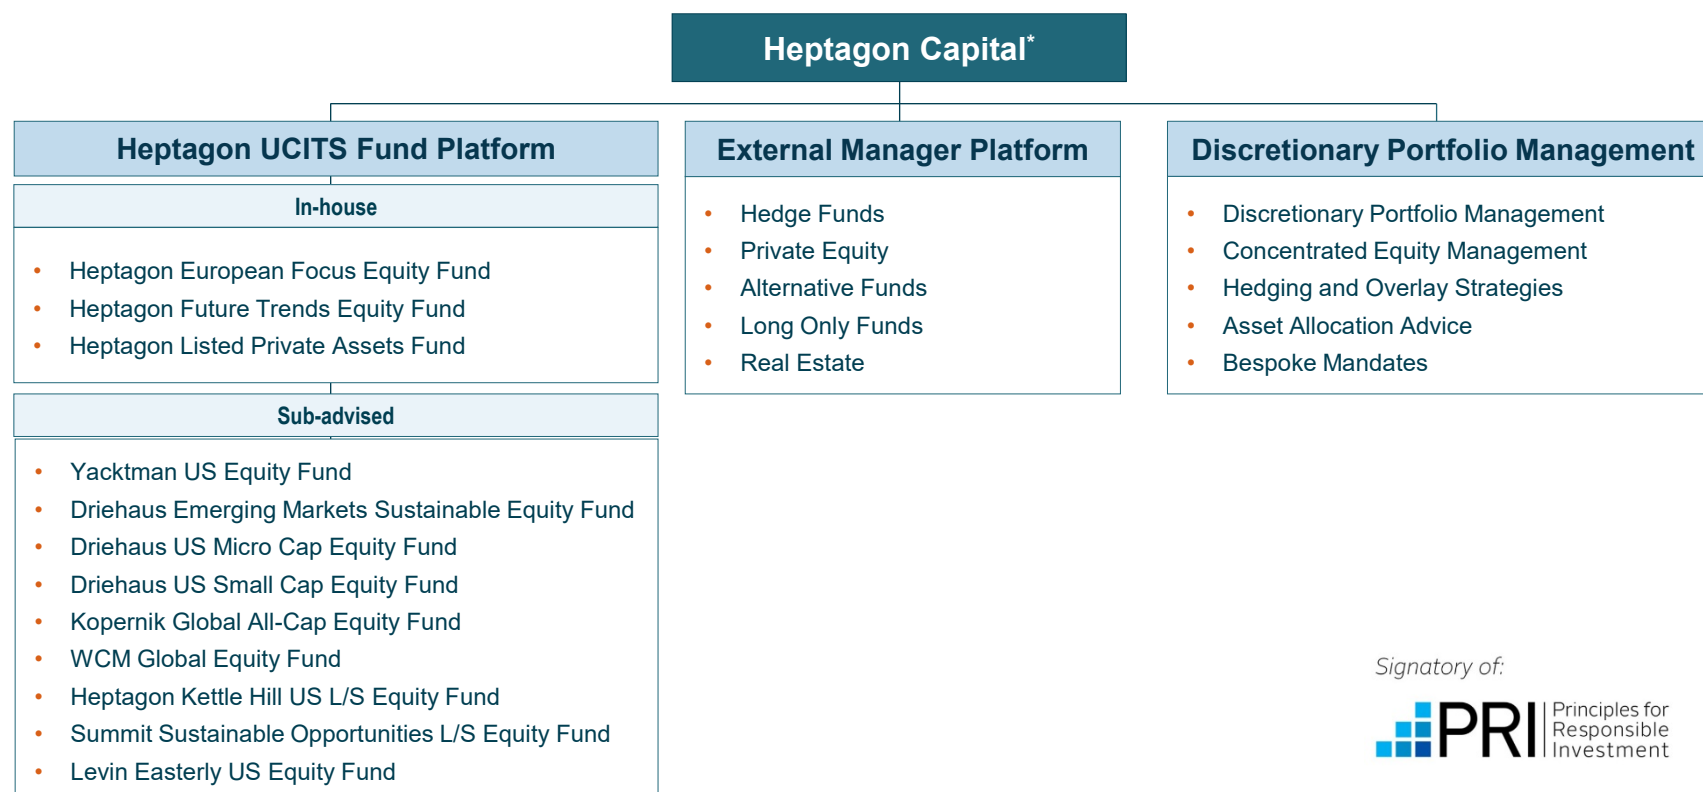 Heptagon Capital*
Heptagon UCITS Fund Platform
In-house
• Heptagon European Focus Equity Fund
• Heptagon Future Trends Equity Fund
• Heptagon Listed Private Assets Fund
Sub-advised
• Yacktman US Equity Fund
• Driehaus Emerging Markets Sustainable Equity Fund
• Driehaus US Micro Cap Equity Fund
• Driehaus US Small Cap Equity Fund
• Kopernik Global All-Cap Equity Fund
• WCM Global Equity Fund
• Heptagon Kettle Hill US L/S Equity Fund
• Summit Sustainable Opportunities L/S Equity Fund
• Levin Easterly US Equity Fund
External Manager Platform
• Hedge Funds
• Private Equity
• Alternative Funds
• Long Only Funds
• Real Estate
Discretionary Portfolio Management
• Discretionary Portfolio Management
• Concentrated Equity Management
• Hedging and Overlay Strategies
• Asset Allocation Advice
• Bespoke Mandates
Signatory of:
PRI
Principles for
Responsible
Investment